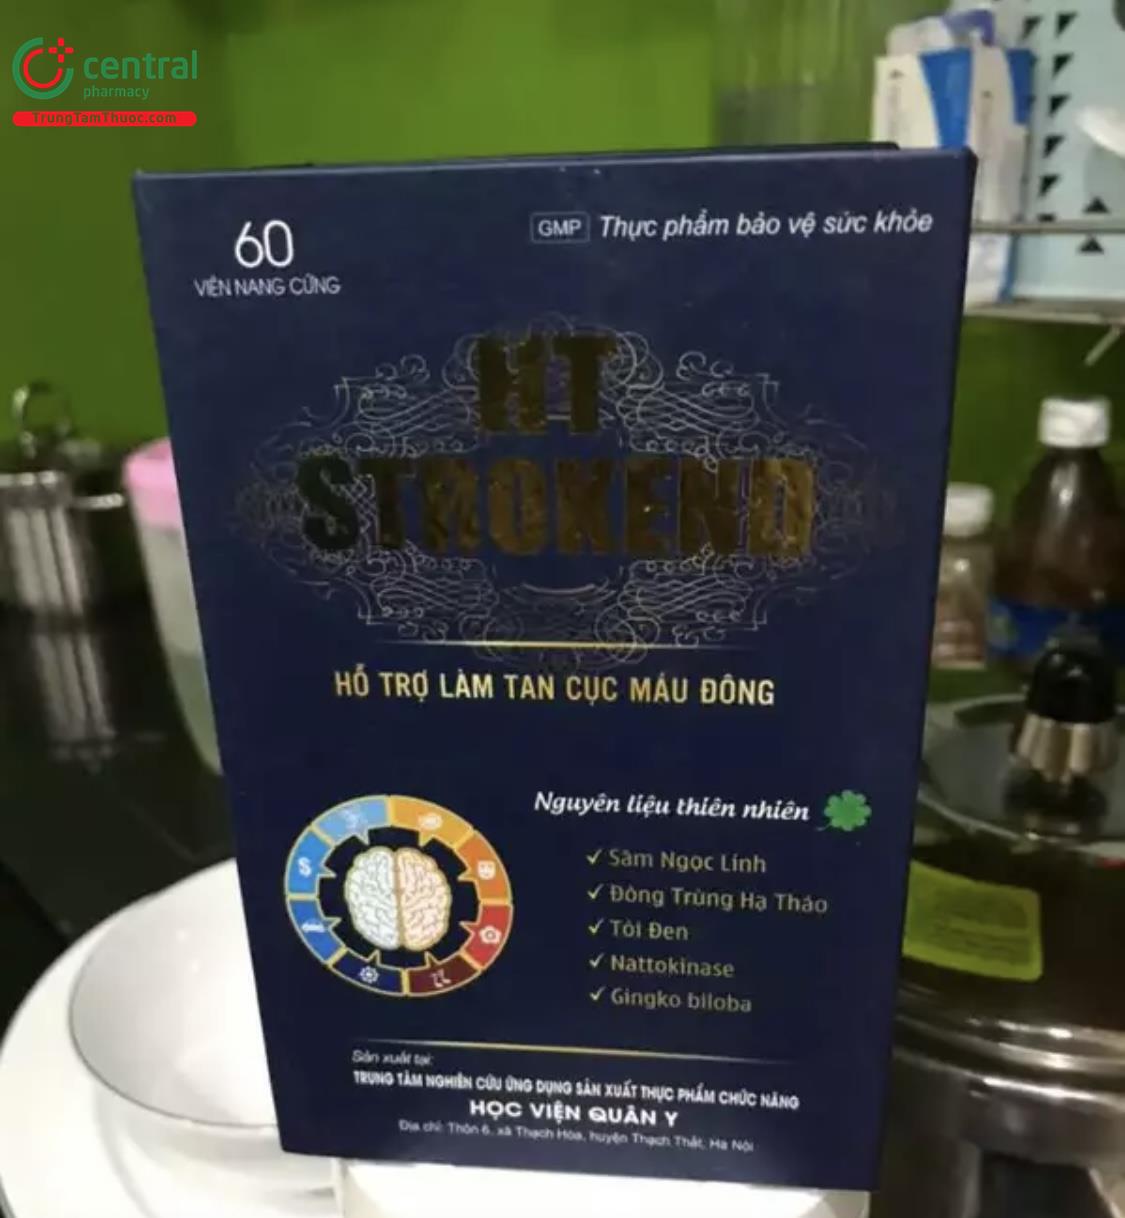 central
pharmacy
TrungTamThuoc.com
60
VIÊN NANG CỨNG
GMP Thực phẩm bảo vệ sức khỏe
HT
STROKEND
HỖ TRỢ LÀM TAN CỤC MÁU ĐÔNG
Nguyên liệu thiên nhiên
✓ Sâm Ngọc Linh
✓ Đông Trùng Hạ Thảo
✓ Tỏi Đen
✓ Nattokinase
✓ Gingko biloba
Sản xuất tại:
TRUNG TÂM NGHIÊN CỨU ỨNG DỤNG SẢN XUẤT THỰC PHẨM CHỨC NĂNG
HỌC VIỆN QUÂN Y
Địa chỉ: Thôn 6, xã Thạch Hòa, huyện Thạch Thất, Hà Nội